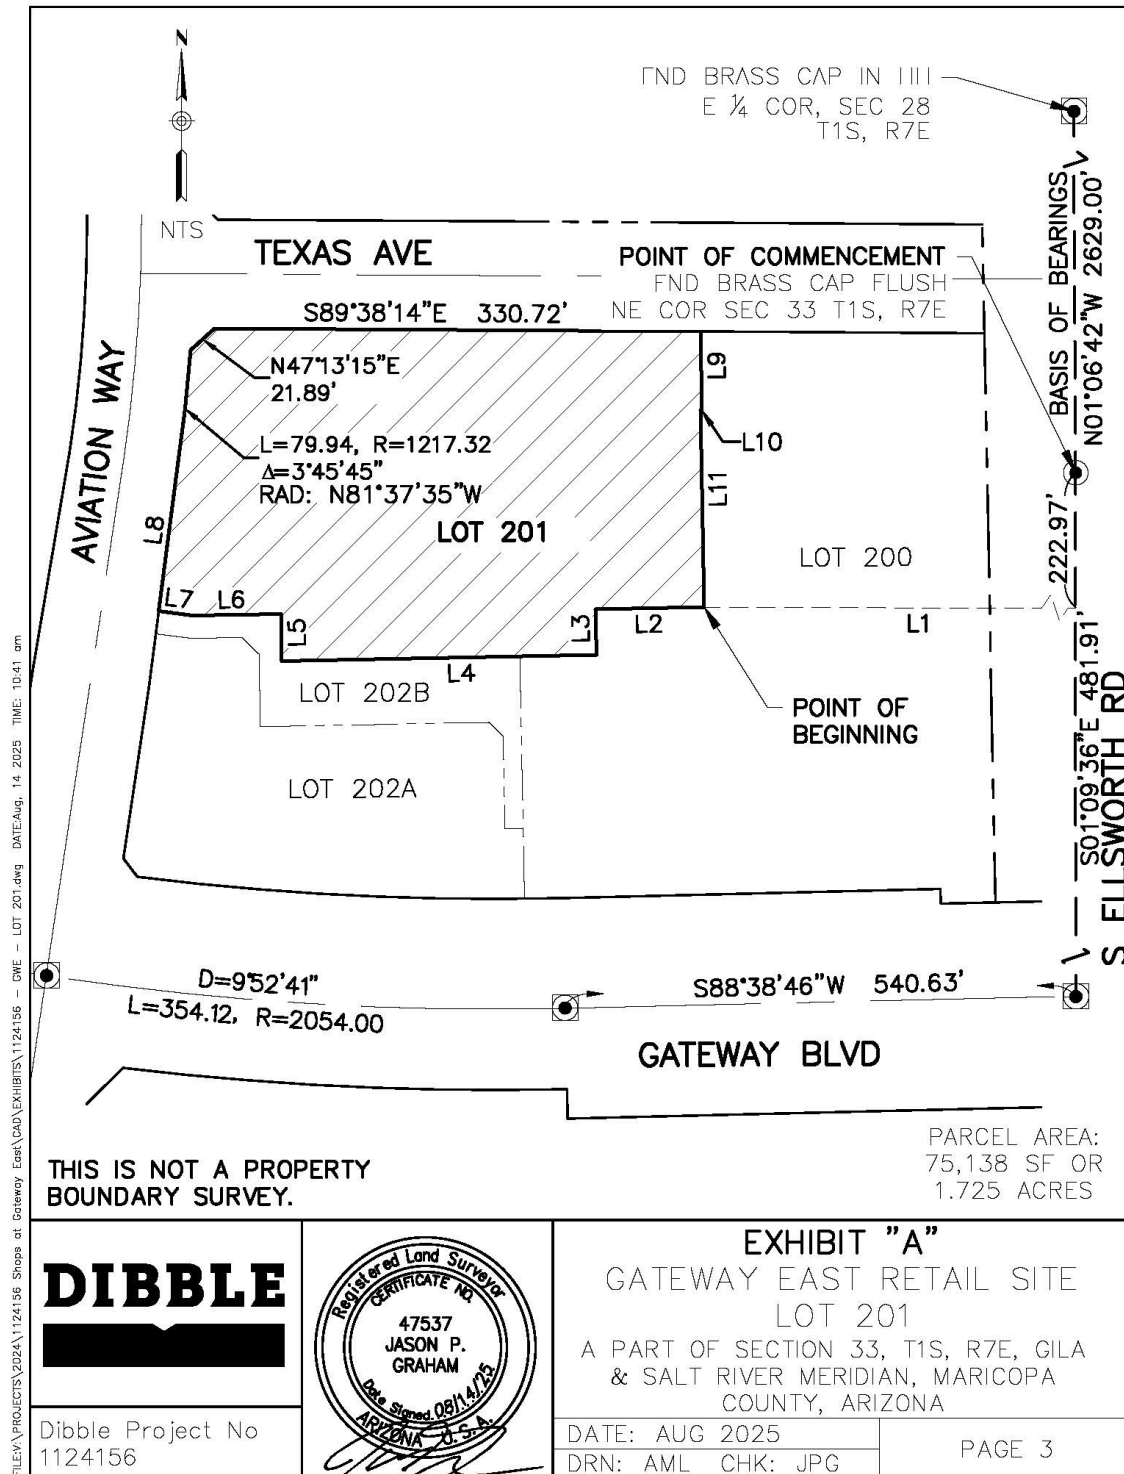 N
NTS
FND BRASS CAP IN HH
E ¼ COR, SEC 28
T1S, R7E
BASIS OF BEARINGS
N01°06'42"W 2629.00'
TEXAS AVE
POINT OF COMMENCEMENT
FND BRASS CAP FLUSH
NE COR SEC 33 T1S, R7E
S89°38'14"E 330.72'
N47°13'15"E
21.89'
AVIATION WAY
L=79.94, R=1217.32
Δ=3°45'45"
RAD: N81°37'35"W
LOT 201
L9
L10
L11
LOT 200
222.97'
L8
L7
L6
L5
L4
L3
L2
L1
LOT 202B
LOT 202A
POINT OF
BEGINNING
S01°09'36"E 481.91'
S ELLSWORTH RD
D=9°52'41"
L=354.12, R=2054.00
S88°38'46"W 540.63'
GATEWAY BLVD
PARCEL AREA:
75,138 SF OR
1.725 ACRES
THIS IS NOT A PROPERTY
BOUNDARY SURVEY.
FILE:V:\PROJECTS\2024\1124156 Shops at Gateway East\CAD\EXHIBITS\1124156 - GWE - LOT 201.dwg DATE:Aug, 14 2025 TIME: 10:41 am
DIBBLE
Dibble Project No
1124156
Registered Land Surveyor
CERTIFICATE NO.
47537
JASON P.
GRAHAM
Date Signed 08/14/25
ARIZONA U.S.A.
EXHIBIT "A"
GATEWAY EAST RETAIL SITE
LOT 201
A PART OF SECTION 33, T1S, R7E, GILA
& SALT RIVER MERIDIAN, MARICOPA
COUNTY, ARIZONA
DATE: AUG 2025
DRN: AML CHK: JPG
PAGE 3